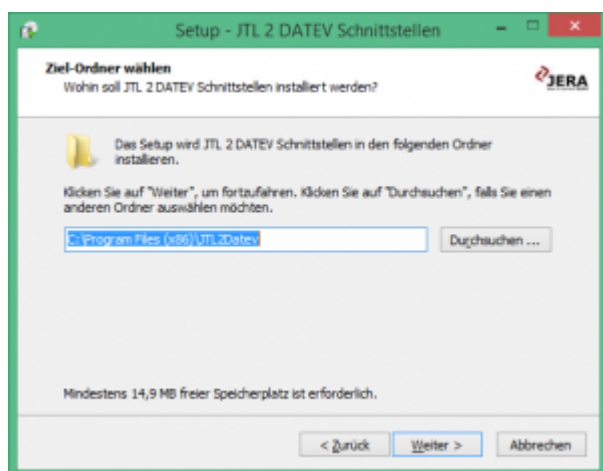 Setup - JTL 2 DATEV Schnittstellen
Ziel-Ordner wählen
Wohin soll JTL 2 DATEV Schnittstellen installiert werden?
JERA
Das Setup wird JTL 2 DATEV Schnittstellen in den folgenden Ordner
installieren.
Klicken Sie auf "Weiter", um fortzufahren. Klicken Sie auf "Durchsuchen", falls Sie einen
anderen Ordner auswählen möchten.
C:\Program Files (x86)\JTL2Datev
Durchsuchen ...
Mindestens 14,9 MB freier Speicherplatz ist erforderlich.
< Zurück
Weiter >
Abbrechen